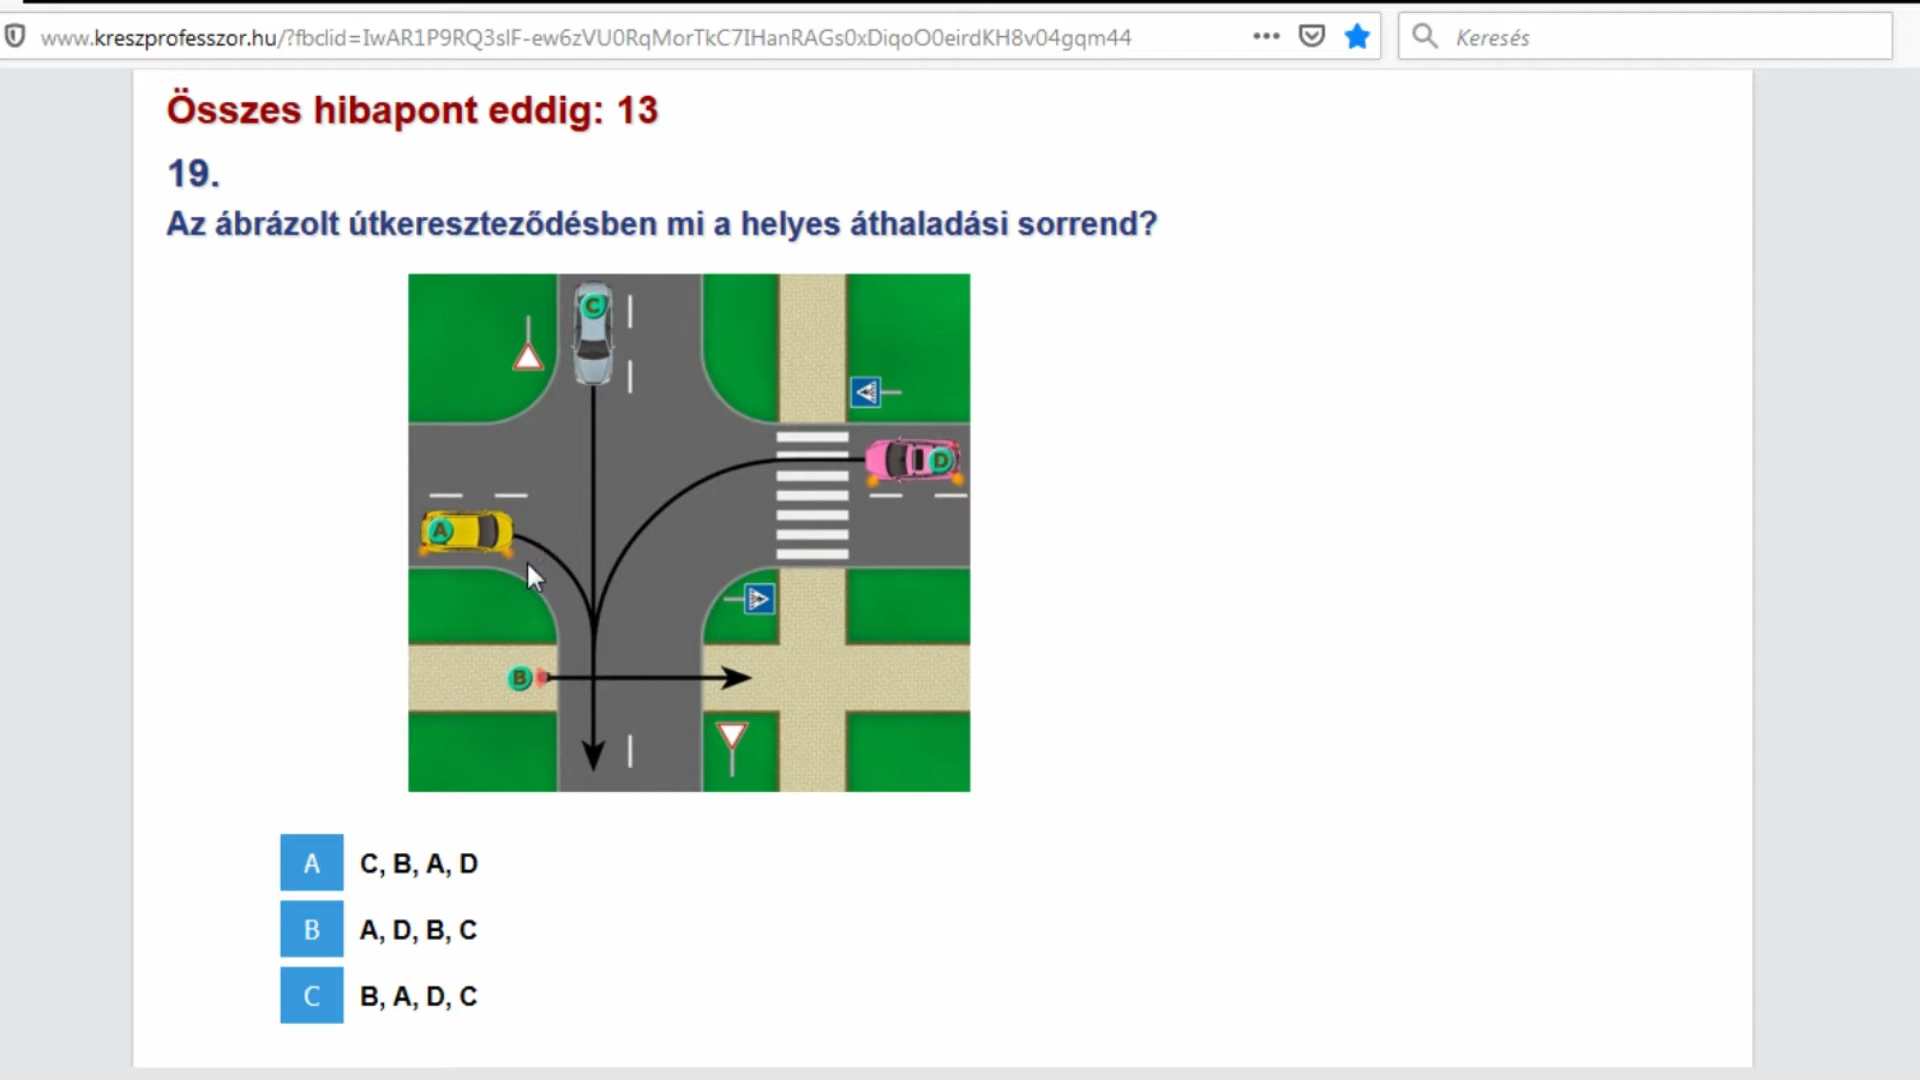 www.kreszprofesszor.hu/?fbclid=IwAR1P9RQ3slF-ew6zVU0RqMorTkC7IHanRAGs0xDiqoO0eirdKH8v04gqm44
Keresés
Összes hibapont eddig: 13
19.
Az ábrázolt útkereszteződésben mi a helyes áthaladási sorrend?
C
D
A
B
A C, B, A, D
B A, D, B, C
C B, A, D, C